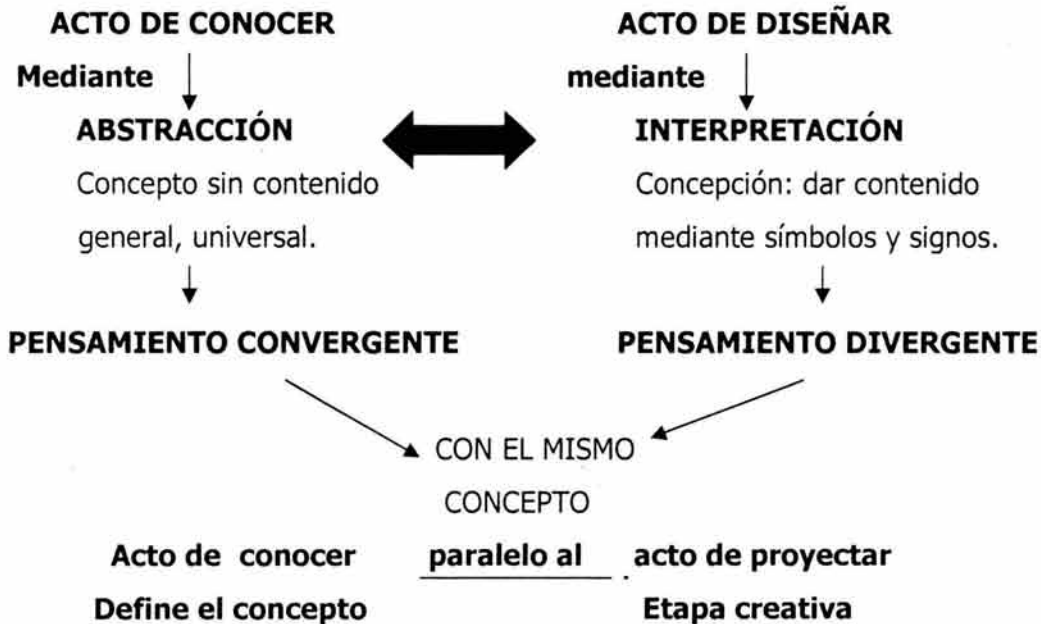 ACTO DE CONOCER ACTO DE DISEÑAR
Mediante mediante
ABSTRACCIÓN INTERPRETACIÓN
Concepto sin contenido Concepción: dar contenido
general, universal. mediante símbolos y signos.
PENSAMIENTO CONVERGENTE PENSAMIENTO DIVERGENTE
CON EL MISMO
CONCEPTO
Acto de conocer paralelo al . acto de proyectar
Define el concepto Etapa creativa